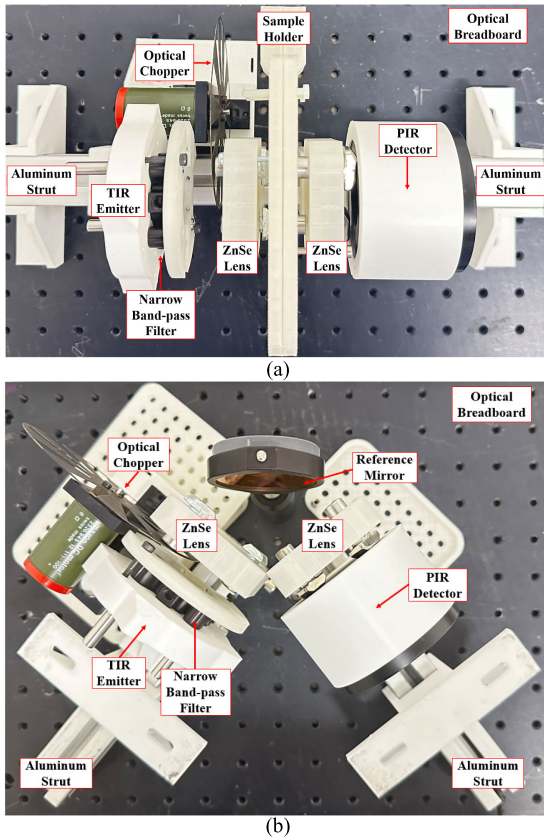 Sample
Holder
Optical
Breadboard
Optical
Chopper
PIR
Detector
Aluminum
Strut
TIR
Emitter
Aluminum
Strut
ZnSe
Lens
ZnSe
Lens
Narrow
Band-pass
Filter
(a)
Optical
Breadboard
Optical
Chopper
Reference
Mirror
ZnSe
Lens
ZnSe
Lens
PIR
Detector
TIR
Emitter
Narrow
Band-pass
Filter
Aluminum
Strut
Aluminum
Strut
(b)